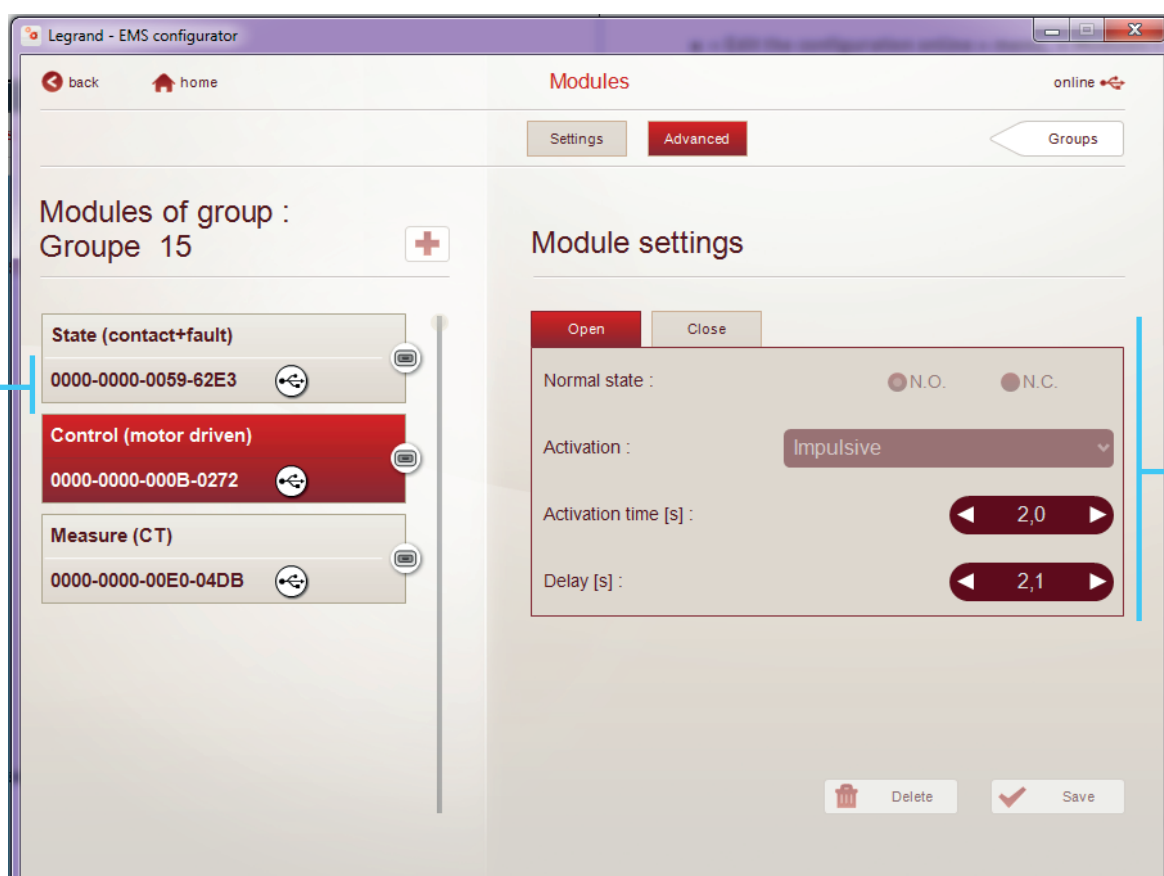 Legrand - EMS configurator
back
home
Modules
online
Settings
Advanced
Groups
Modules of group :
Groupe 15
Module settings
State (contact+fault)
0000-0000-0059-62E3
Control (motor driven)
0000-0000-000B-0272
Measure (CT)
0000-0000-00E0-04DB
Open
Close
Normal state :
N.O.
N.C.
Activation :
Impulsive
Activation time [s] :
2,0
Delay [s] :
2,1
Delete
Save